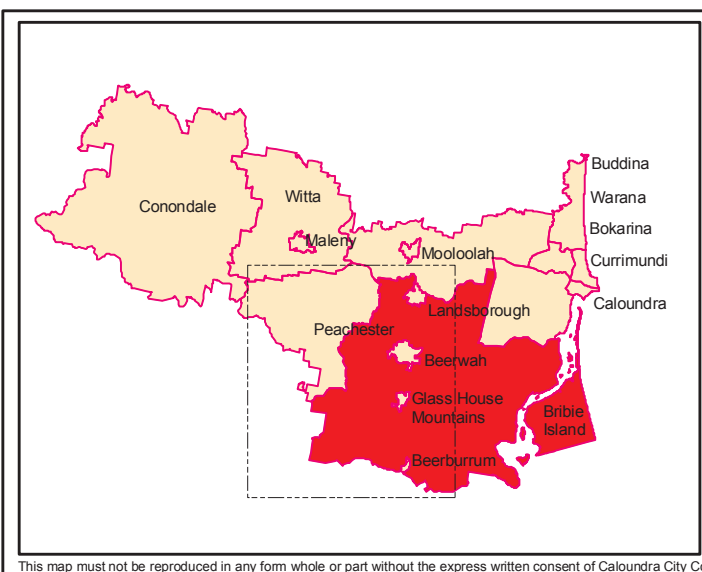 Buddina
Conondale
Witta
Warana
Maleny
Bokarina
Mooloolah
Currimundi
Landsborough
Caloundra
Peachester
Beerwah
Glass House
Mountains
Bribie
Island
Beerburrum
This map must not be reproduced in any form whole or part without the express written consent of Caloundra City